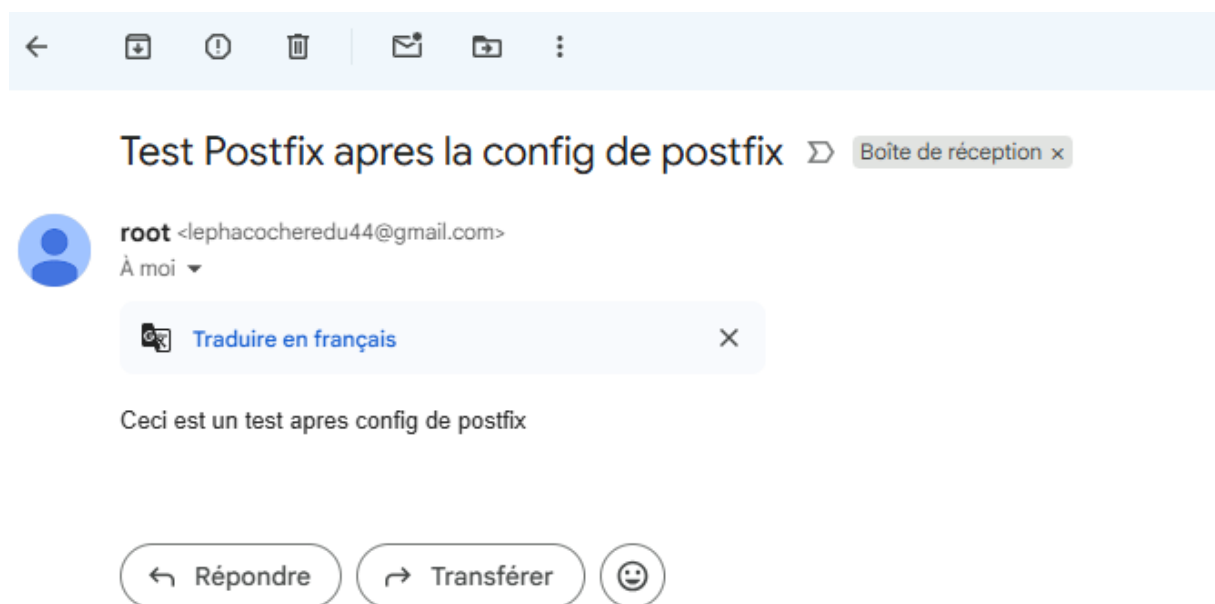 Test Postfix apres la config de postfix Boîte de réception ×
root <lephacocheredu44@gmail.com>
À moi
Traduire en français
Ceci est un test apres config de postfix
Répondre Transférer